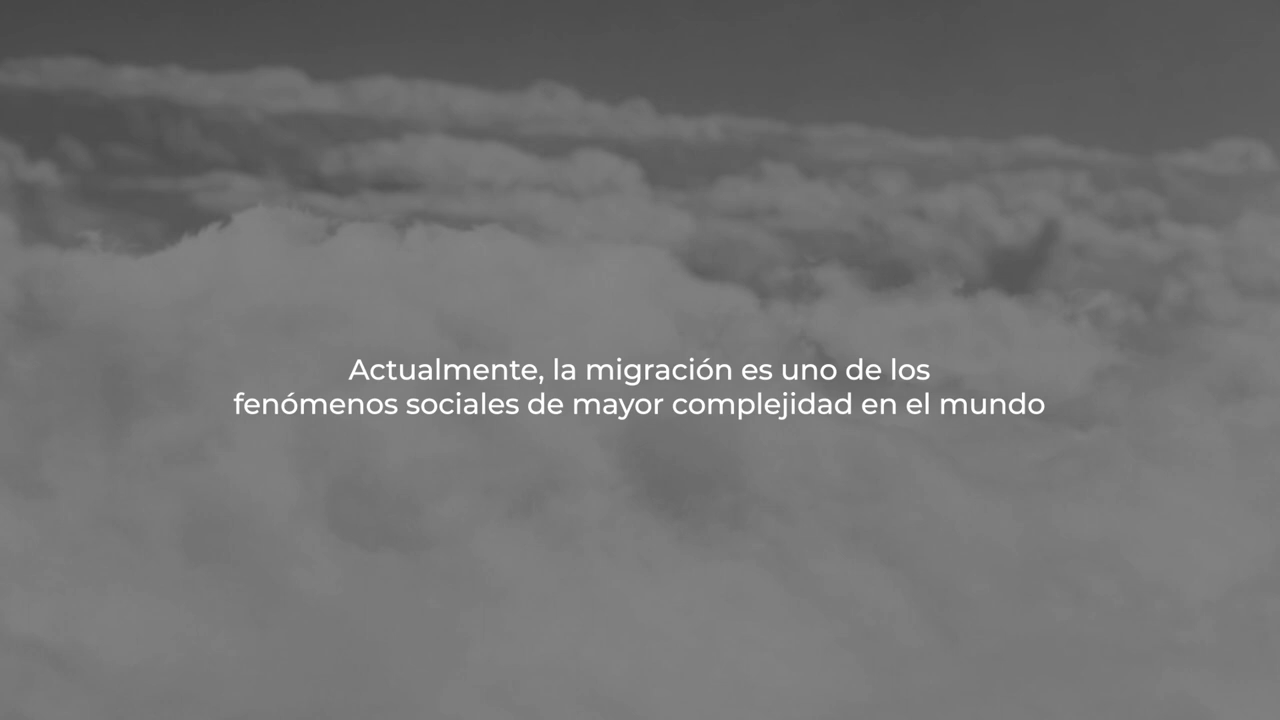 Actualmente, la migración es uno de los
fenómenos sociales de mayor complejidad en el mundo